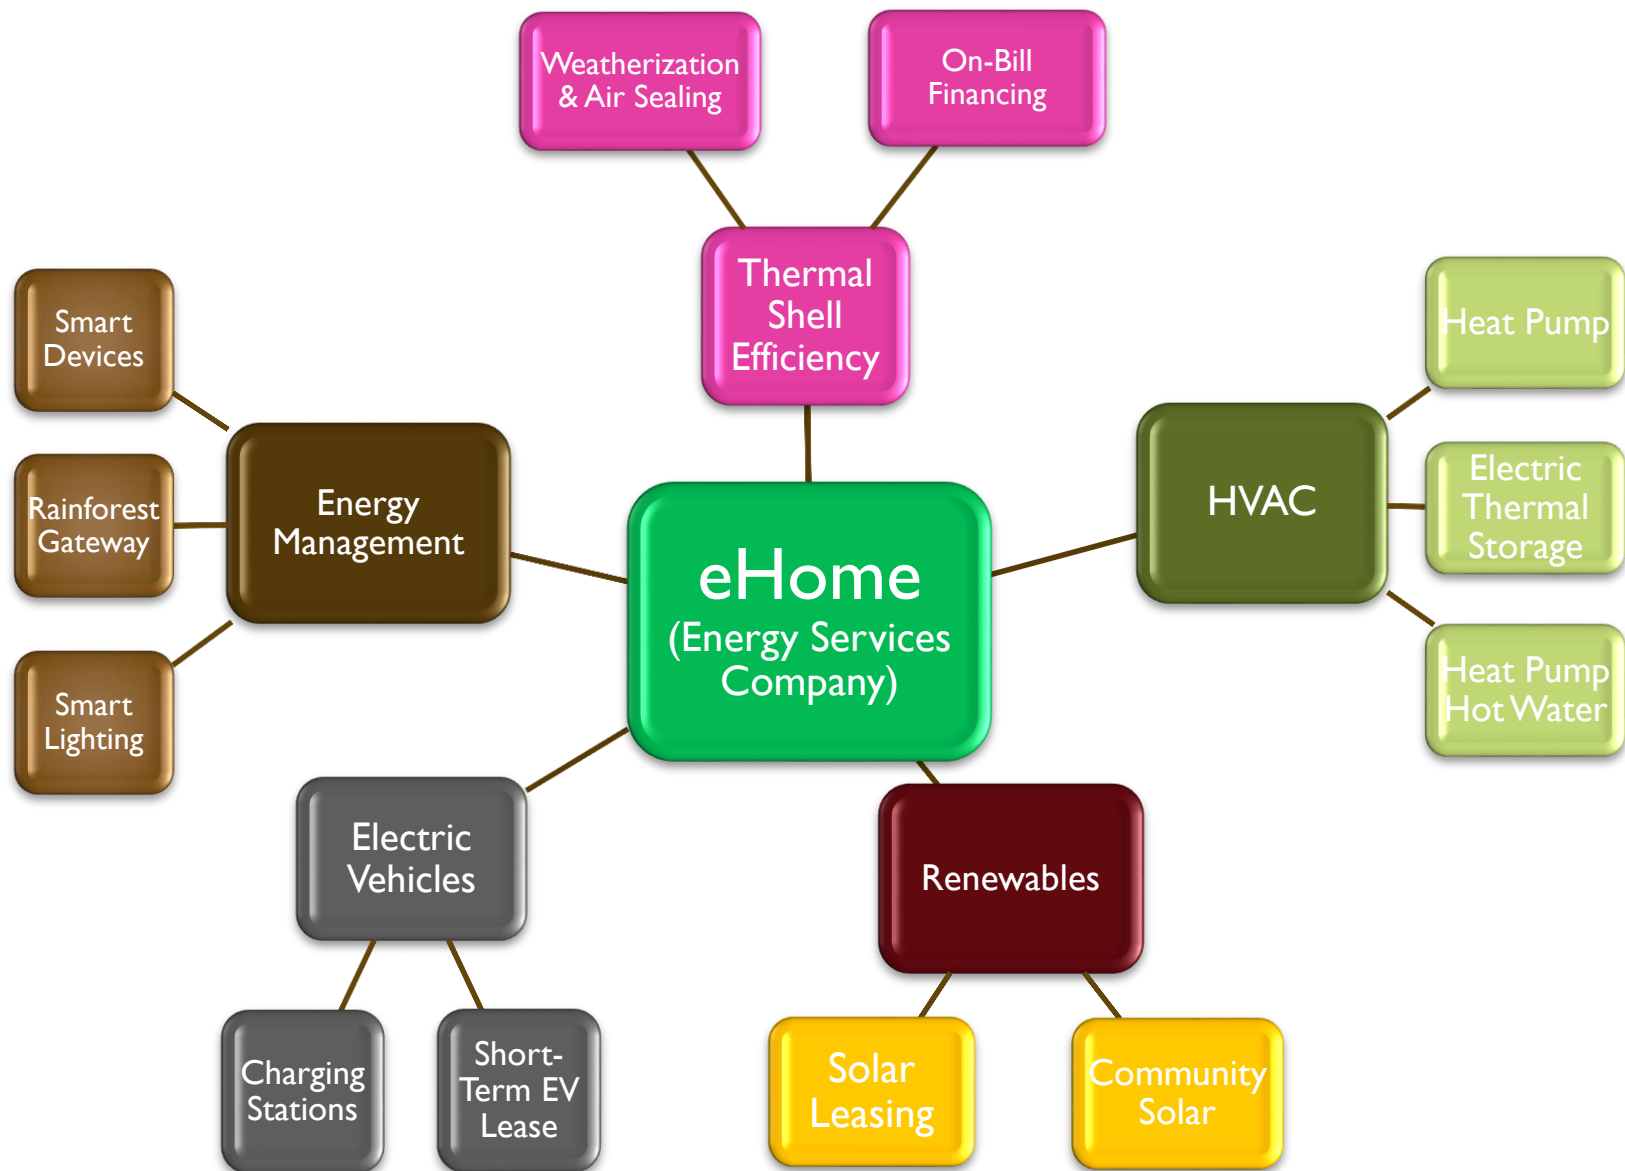 Weatherization
& Air Sealing
On-Bill
Financing
Thermal
Shell
Efficiency
Smart
Devices
Rainforest
Gateway
Smart
Lighting
Energy
Management
eHome
(Energy Services
Company)
HVAC
Heat Pump
Electric
Thermal
Storage
Heat Pump
Hot Water
Electric
Vehicles
Charging
Stations
Short-
Term EV
Lease
Renewables
Solar
Leasing
Community
Solar